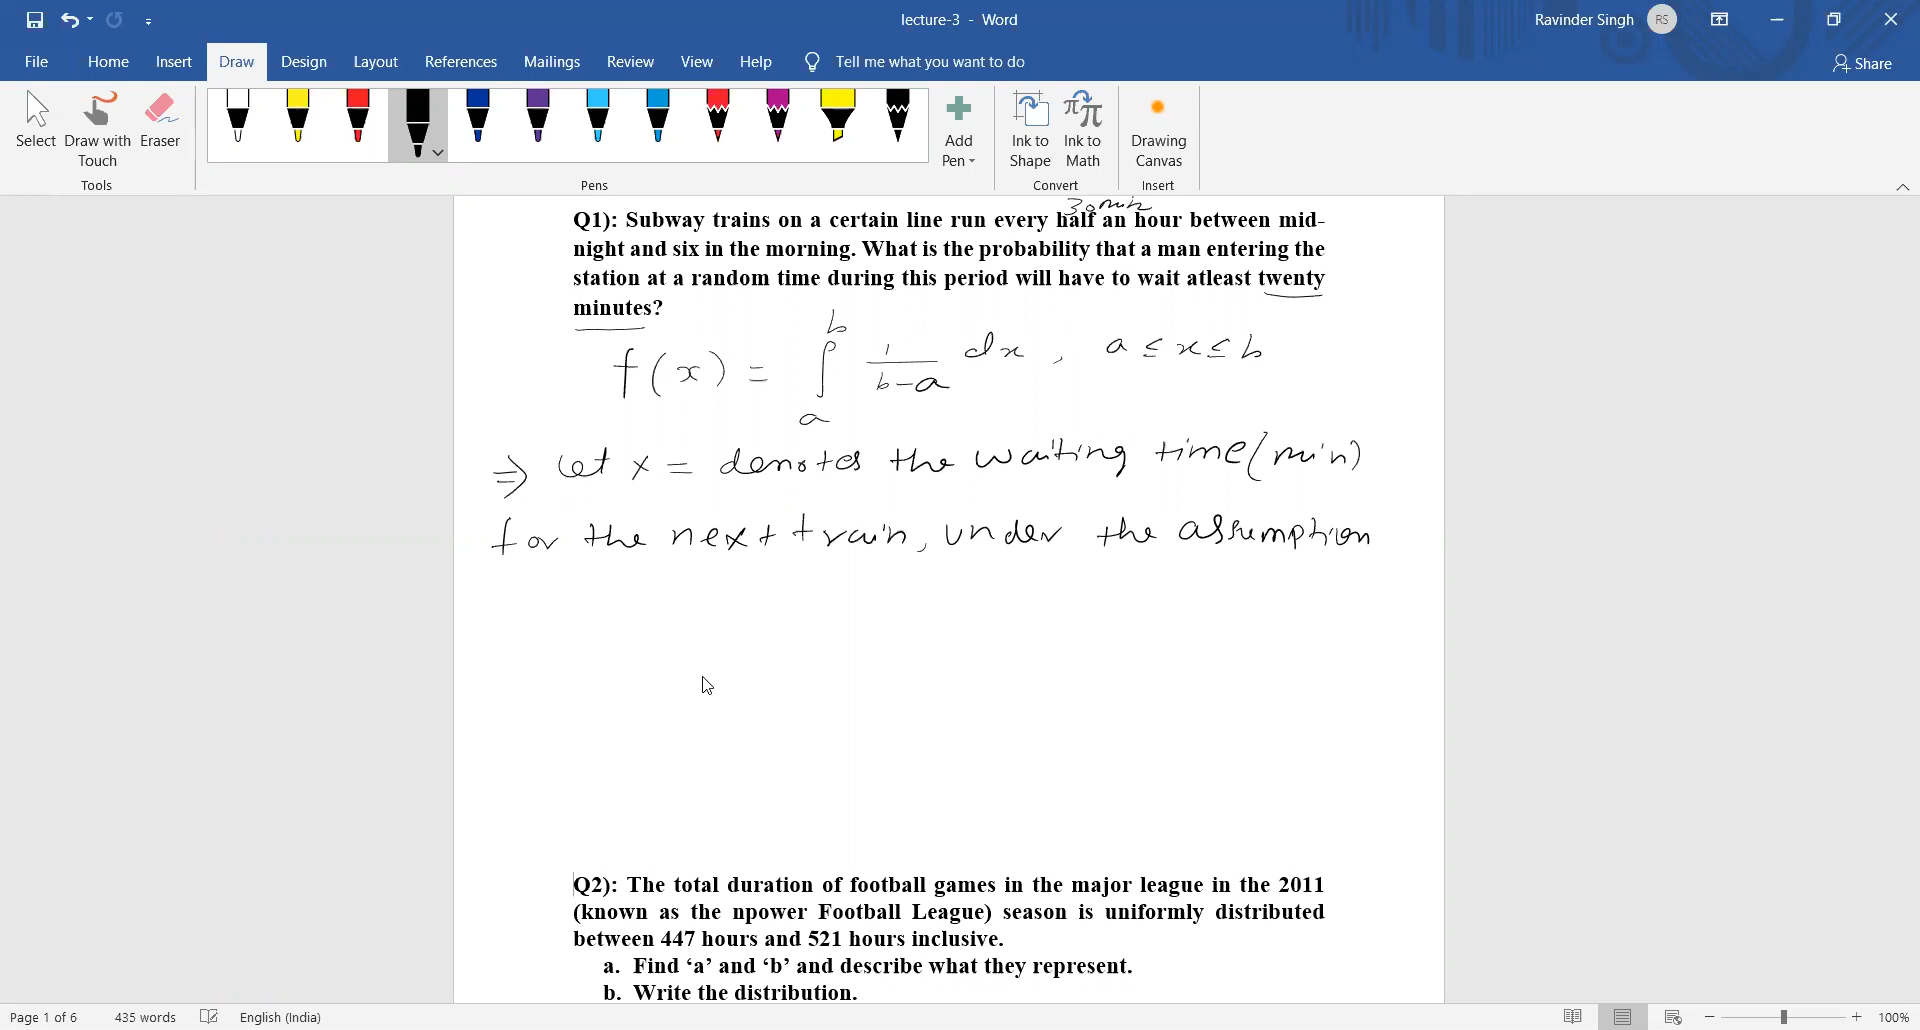 lecture-3 - Word
Ravinder Singh RS
File Home Insert Draw Design Layout References Mailings Review View Help Tell me what you want to do Share
Select Draw with Touch Eraser Add Pen Ink to Shape Ink to Math Drawing Canvas
Tools Pens Convert Insert
30 min
Q1): Subway trains on a certain line run every half an hour between mid-
night and six in the morning. What is the probability that a man entering the
station at a random time during this period will have to wait atleast twenty
minutes?
f(x) = ∫_a^b 1/(b-a) dx , a ≤ x ≤ b
⇒ Let x = denotes the waiting time (min)
for the next train, under the assumption
Q2): The total duration of football games in the major league in the 2011
(known as the npower Football League) season is uniformly distributed
between 447 hours and 521 hours inclusive.
a. Find ‘a’ and ‘b’ and describe what they represent.
b. Write the distribution.
Page 1 of 6 435 words English (India) 100%